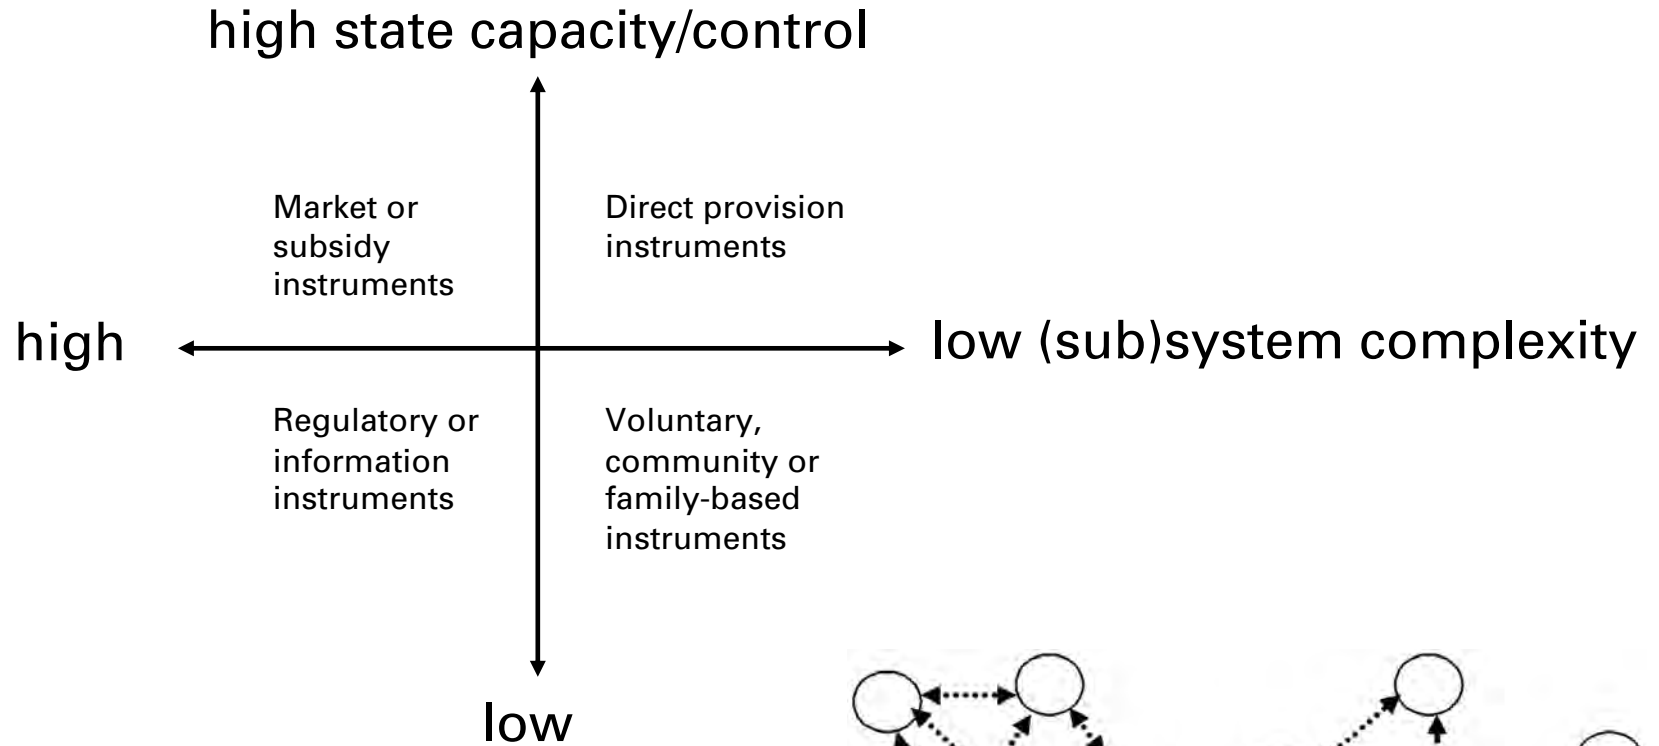 high state capacity/control
Market or
subsidy
instruments
Direct provision
instruments
high
low (sub)system complexity
Regulatory or
information
instruments
Voluntary,
community or
family-based
instruments
low